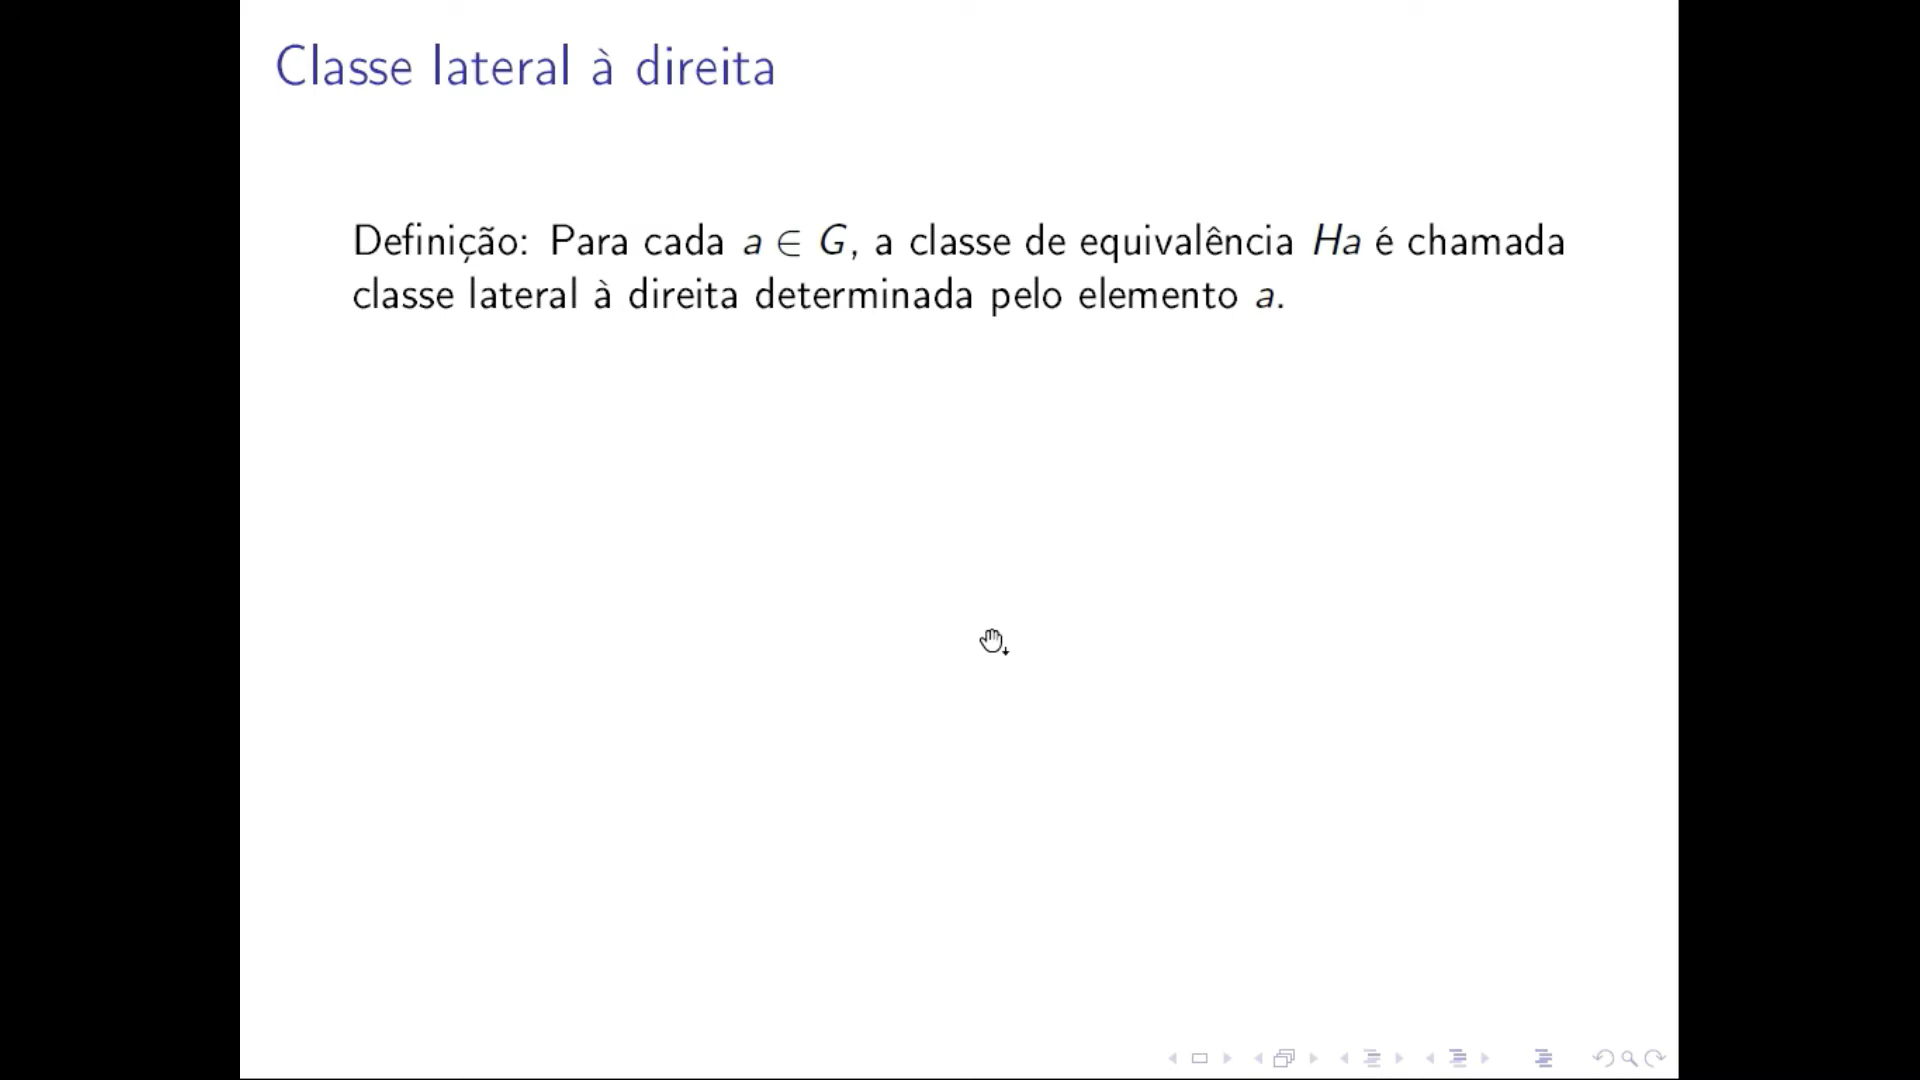 Classe lateral à direita
Definição: Para cada a ∈ G, a classe de equivalência Ha é chamada
classe lateral à direita determinada pelo elemento a.